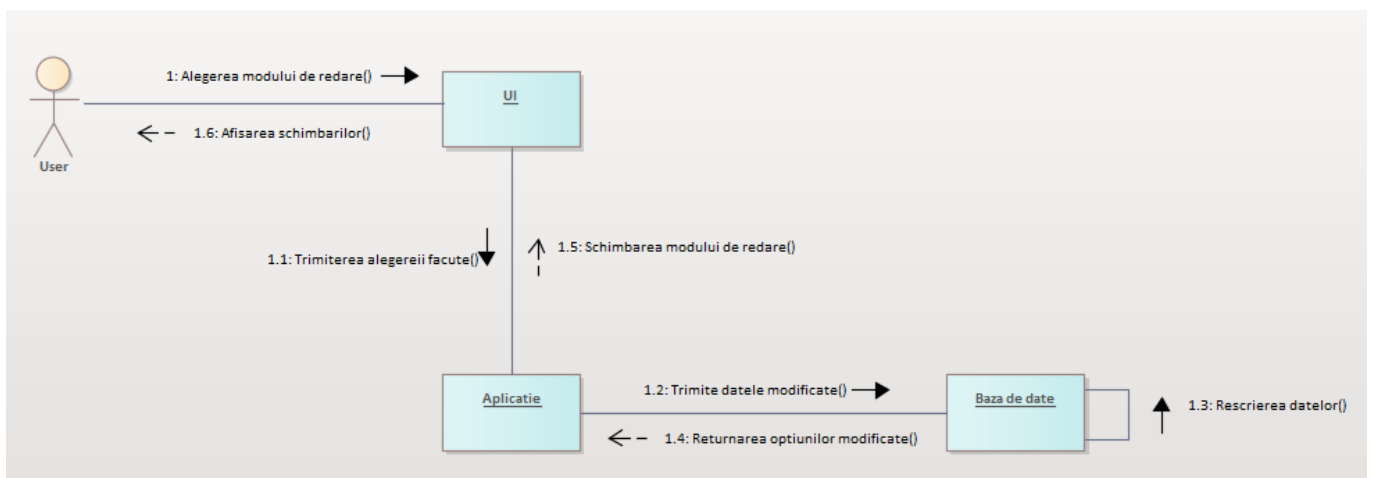 1: Alegerea modului de redare()
UI
1.6: Afisarea schimbarilor()
User
1.1: Trimiterea alegereii facute()
1.5: Schimbarea modului de redare()
Aplicatie
1.2: Trimite datele modificate()
Baza de date
1.3: Rescrierea datelor()
1.4: Returnarea optiunilor modificate()